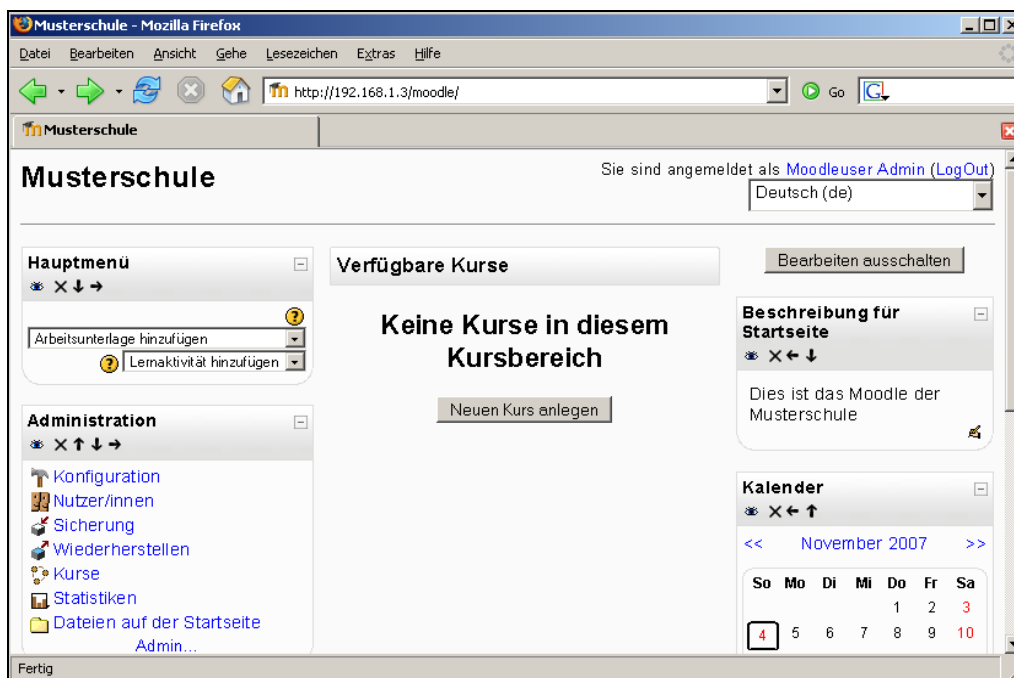 Musterschule - Mozilla Firefox
Datei Bearbeiten Ansicht Gehe Lesezeichen Extras Hilfe
http://192.168.1.3/moodle/ Go G
Musterschule
Musterschule
Sie sind angemeldet als Moodleuser Admin (LogOut)
Deutsch (de)
Hauptmenü
Arbeitsunterlage hinzufügen
Lernaktivität hinzufügen
Administration
Konfiguration
Nutzer/innen
Sicherung
Wiederherstellen
Kurse
Statistiken
Dateien auf der Startseite
Admin...
Verfügbare Kurse
Keine Kurse in diesem
Kursbereich
Neuen Kurs anlegen
Bearbeiten ausschalten
Beschreibung für
Startseite
Dies ist das Moodle der
Musterschule
Kalender
<< November 2007 >>
So Mo Di Mi Do Fr Sa
1 2 3
4 5 6 7 8 9 10
Fertig